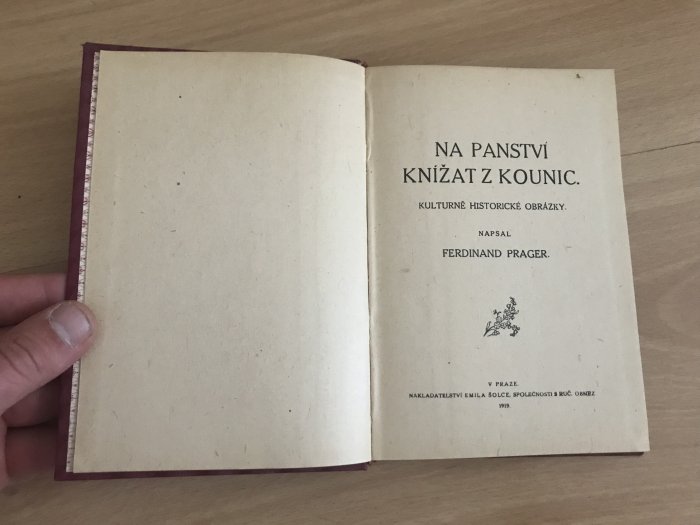 NA PANSTVÍ
KNÍŽAT Z KOUNIC.
KULTURNĚ HISTORICKÉ OBRÁZKY.
NAPSAL
FERDINAND PRAGER.
V PRAZE.
NAKLADATELSTVÍ EMILA ŠOLCE, SPOLEČNOSTI S RUČ. OBMEZ
1919.